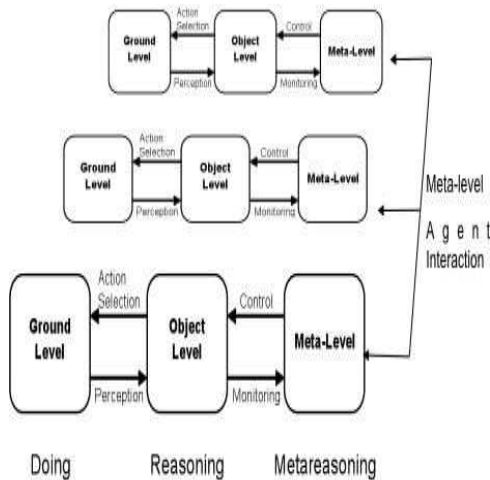 Action
Selection
Control
Ground
Level
Object
Level
Meta-Level
Perception
Monitoring
Action
Selection
Control
Ground
Level
Object
Level
Meta-Level
Perception
Monitoring
Meta-level
Agent
Interaction
Action
Selection
Control
Ground
Level
Object
Level
Meta-Level
Perception
Monitoring
Doing
Reasoning
Metareasoning